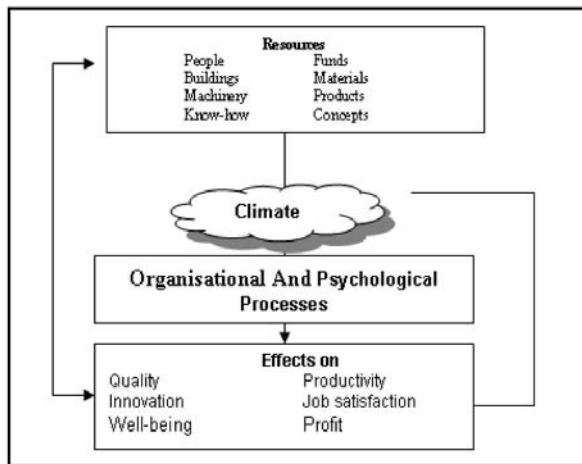 Resources
People Funds
Buildings Materials
Machinery Products
Know-how Concepts
Climate
Organisational And Psychological
Processes
Effects on
Quality Productivity
Innovation Job satisfaction
Well-being Profit